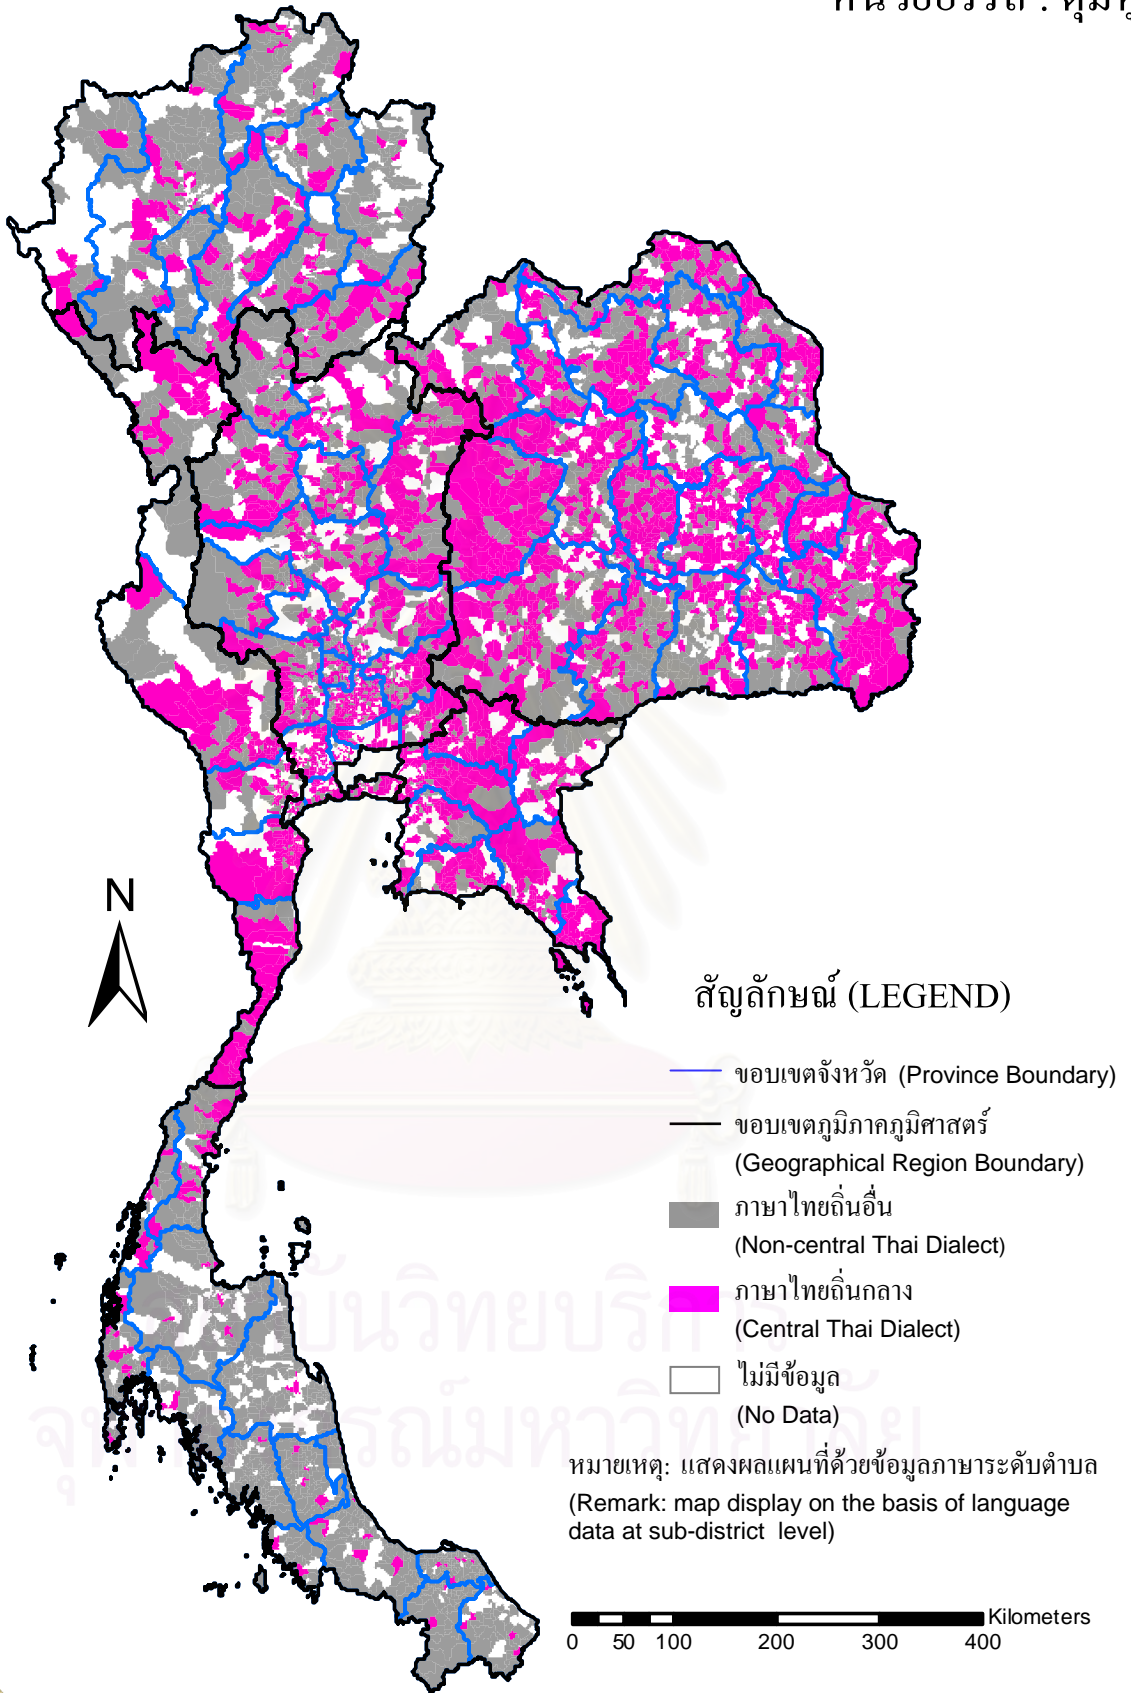 N
สัญลักษณ์ (LEGEND)
ขอบเขตจังหวัด (Province Boundary)
ขอบเขตภูมิภาคภูมิศาสตร์
(Geographical Region Boundary)
ภาษาไทยถิ่นอื่น
(Non-central Thai Dialect)
ภาษาไทยถิ่นกลาง
(Central Thai Dialect)
ไม่มีข้อมูล
(No Data)
หมายเหตุ: แสดงผลแผนที่ด้วยข้อมูลภาษาระดับตำบล
(Remark: map display on the basis of language
data at sub-district level)
Kilometers
0 50 100 200 300 400